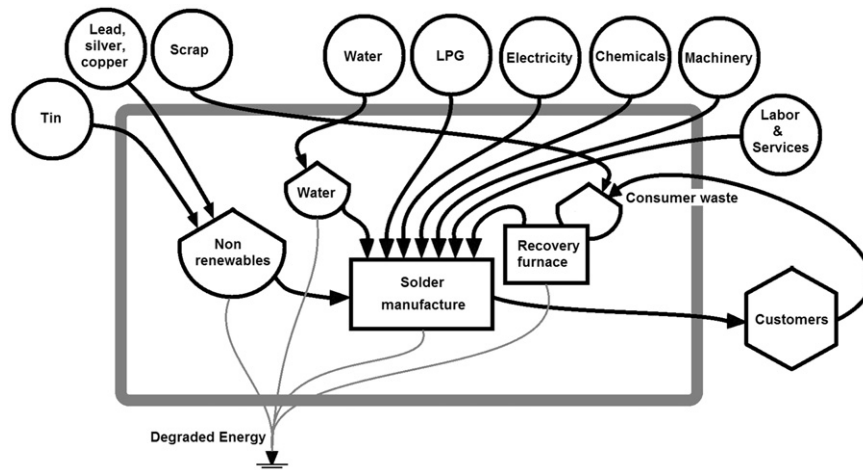 Lead,
silver,
copper
Scrap
Water
LPG
Electricity
Chemicals
Machinery
Tin
Labor
&
Services
Water
Consumer waste
Non
renewables
Recovery
furnace
Solder
manufacture
Customers
Degraded Energy